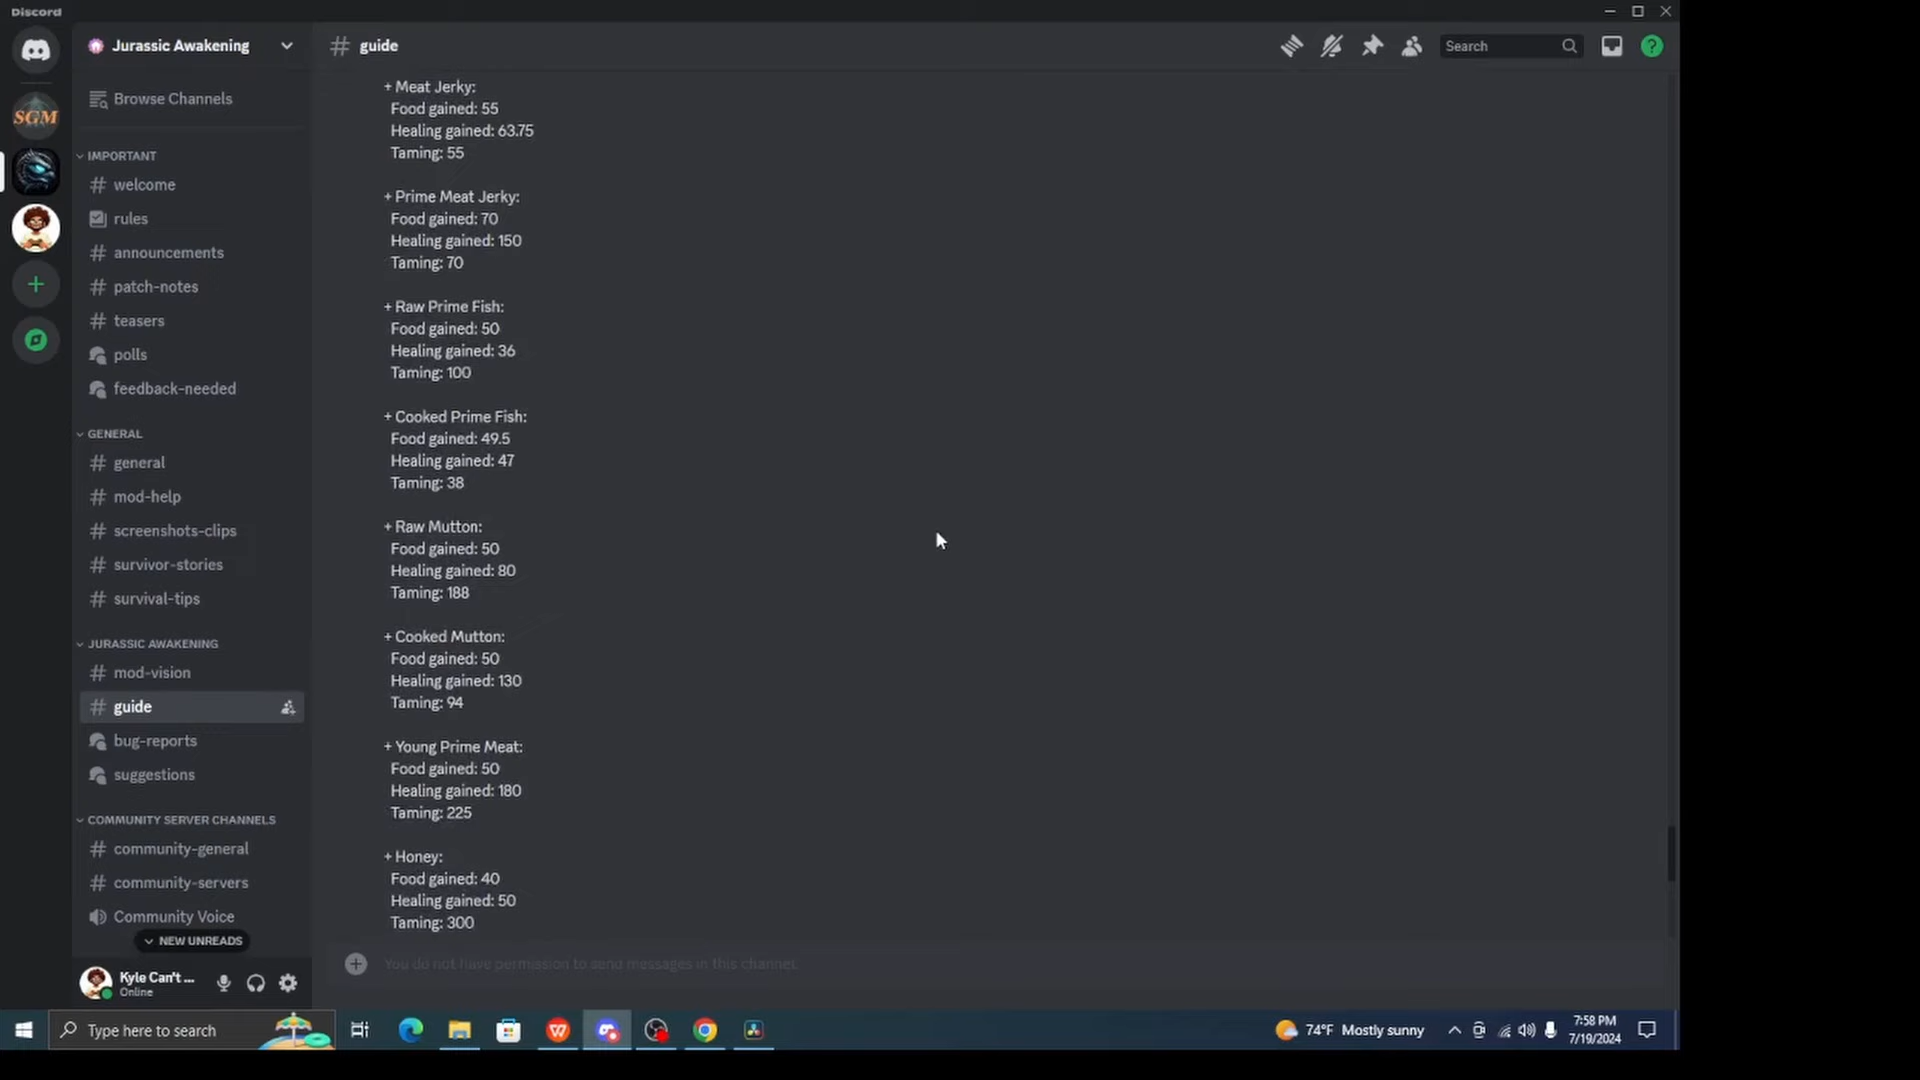 Discord
Jurassic Awakening
# guide
Search
SGM
Browse Channels
IMPORTANT
# welcome
rules
# announcements
# patch-notes
# teasers
polls
feedback-needed
GENERAL
# general
# mod-help
# screenshots-clips
# survivor-stories
# survival-tips
JURASSIC AWAKENING
# mod-vision
# guide
bug-reports
suggestions
COMMUNITY SERVER CHANNELS
# community-general
# community-servers
Community Voice
NEW UNREADS
Kyle Can't ...
Online
+ Meat Jerky:
Food gained: 55
Healing gained: 63.75
Taming: 55
+ Prime Meat Jerky:
Food gained: 70
Healing gained: 150
Taming: 70
+ Raw Prime Fish:
Food gained: 50
Healing gained: 36
Taming: 100
+ Cooked Prime Fish:
Food gained: 49.5
Healing gained: 47
Taming: 38
+ Raw Mutton:
Food gained: 50
Healing gained: 80
Taming: 188
+ Cooked Mutton:
Food gained: 50
Healing gained: 130
Taming: 94
+ Young Prime Meat:
Food gained: 50
Healing gained: 180
Taming: 225
+ Honey:
Food gained: 40
Healing gained: 50
Taming: 300
You do not have permission to send messages in this channel.
Type here to search
74°F Mostly sunny
7:58 PM
7/19/2024